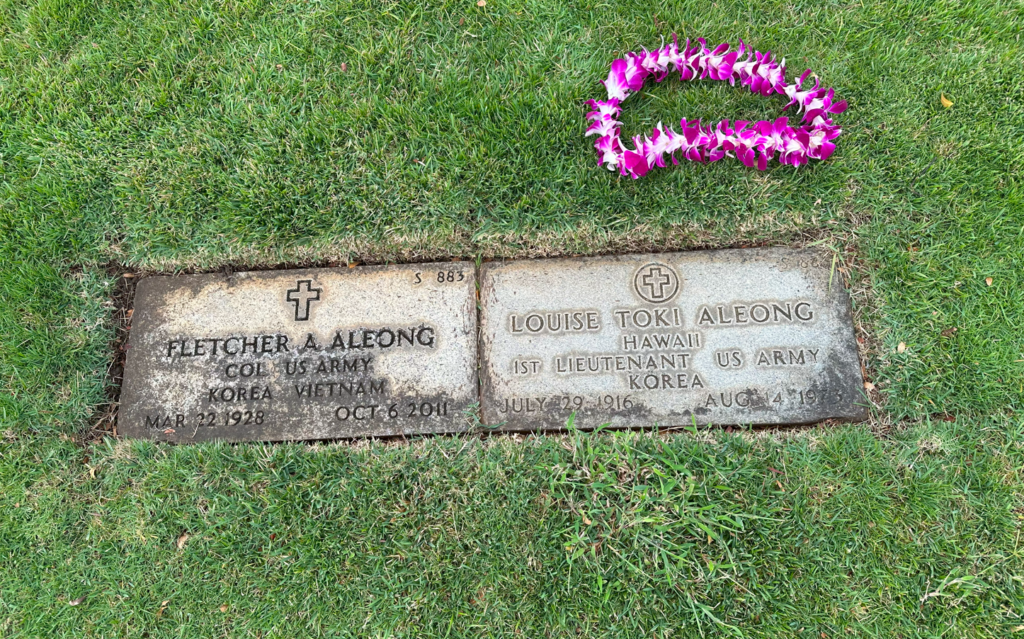 S 883
FLETCHER A. ALEONG
COL US ARMY
KOREA VIETNAM
MAR 22 1928 OCT 6 2011
LOUISE TOKI ALEONG
HAWAII
1ST LIEUTENANT US ARMY
KOREA
JULY 29 1916 AUG 14